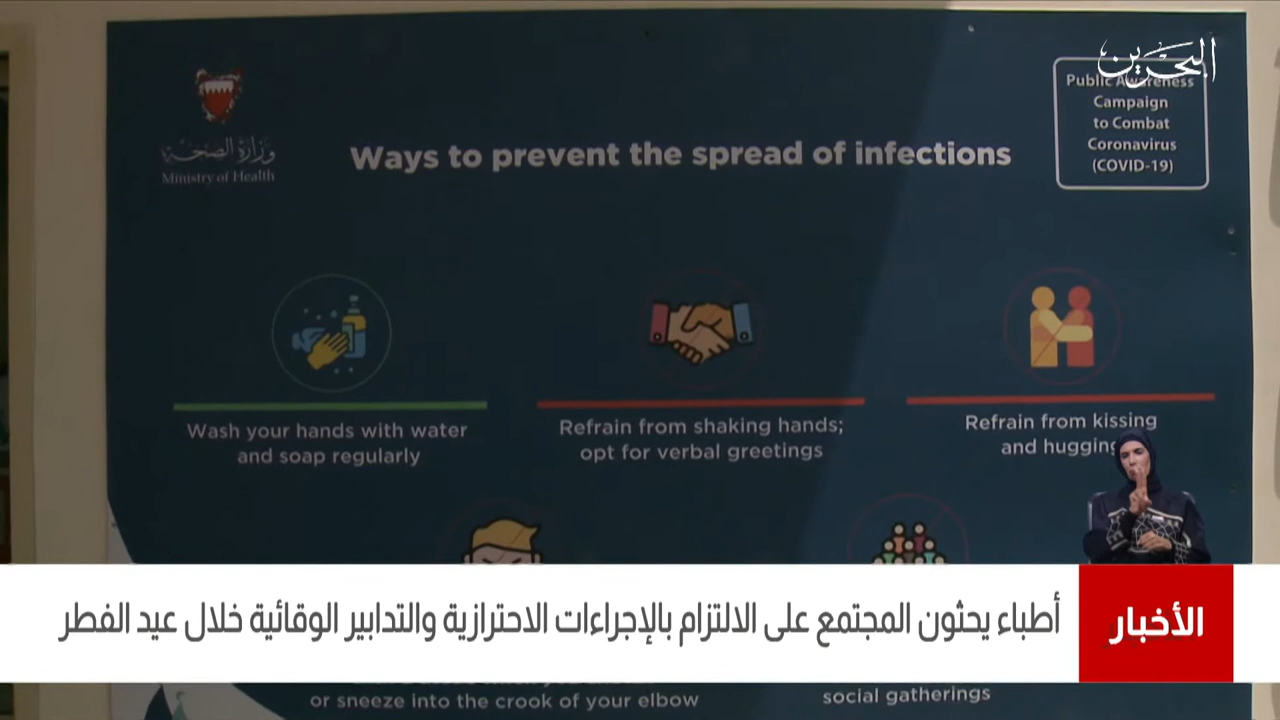 البحرين
Public Awareness
Campaign
to Combat
Coronavirus
(COVID-19)
وزارة الصحة
Ministry of Health
Ways to prevent the spread of infections
Wash your hands with water
and soap regularly
Refrain from shaking hands;
opt for verbal greetings
Refrain from kissing
and hugging
الأخبار
أطباء يحثون المجتمع على الالتزام بالإجراءات الاحترازية والتدابير الوقائية خلال عيد الفطر
or sneeze into the crook of your elbow
social gatherings